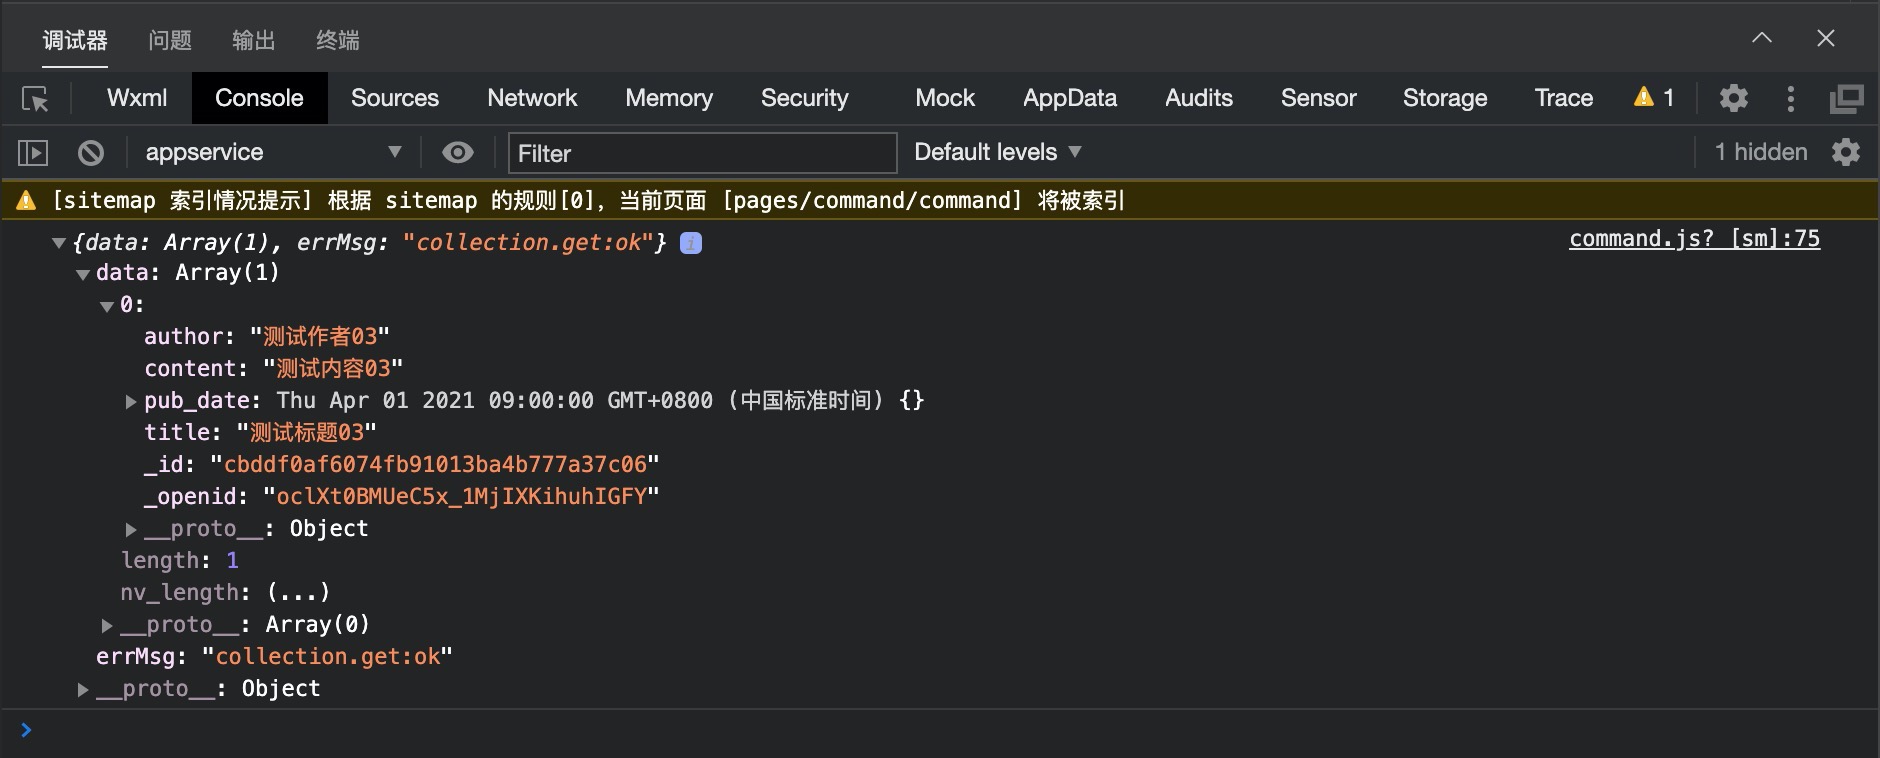 调试器 问题 输出 终端
Wxml Console Sources Network Memory Security Mock AppData Audits Sensor Storage Trace 1
appservice Filter Default levels 1 hidden
[sitemap 索引情况提示] 根据 sitemap 的规则[0]，当前页面 [pages/command/command] 将被索引
{data: Array(1), errMsg: "collection.get:ok"} i command.js? [sm]:75
data: Array(1)
0:
author: "测试作者03"
content: "测试内容03"
pub_date: Thu Apr 01 2021 09:00:00 GMT+0800 (中国标准时间) {}
title: "测试标题03"
_id: "cbddf0af6074fb91013ba4b777a37c06"
_openid: "oclXt0BMUeC5x_1MjIXKihuhIGFY"
__proto__: Object
length: 1
nv_length: (...)
__proto__: Array(0)
errMsg: "collection.get:ok"
__proto__: Object